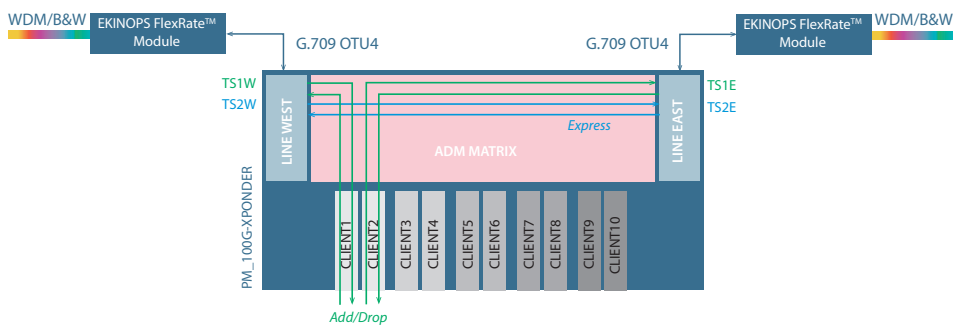 WDM/B&W
EKINOPS FlexRate™
Module
G.709 OTU4
G.709 OTU4
EKINOPS FlexRate™
Module
WDM/B&W
TS1W
TS2W
LINE WEST
TS1E
TS2E
LINE EAST
Express
ADM MATRIX
PM_100G-XPONDER
CLIENT1
CLIENT2
CLIENT3
CLIENT4
CLIENT5
CLIENT6
CLIENT7
CLIENT8
CLIENT9
CLIENT10
Add/Drop